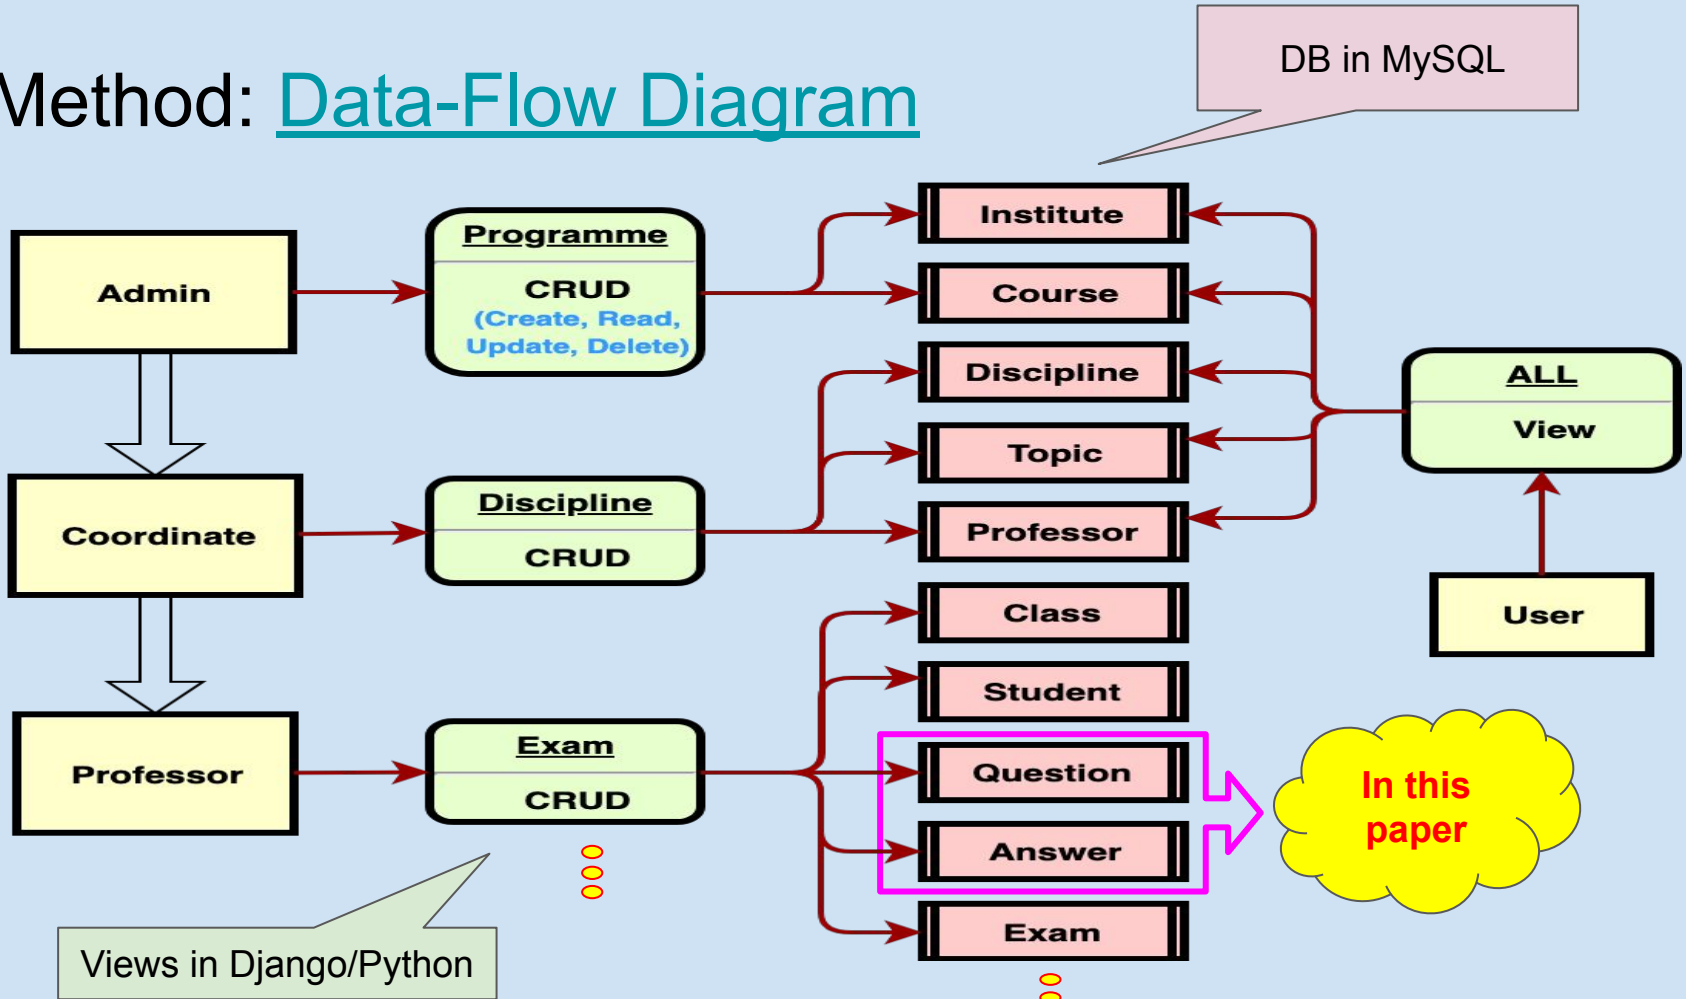 DB in MySQL
Method: Data-Flow Diagram
Admin
Programme
CRUD
(Create, Read,
Update, Delete)
Institute
Course
Discipline
Topic
Professor
ALL
View
Coordinate
Discipline
CRUD
User
Class
Student
Professor
Exam
CRUD
Question
Answer
Exam
In this
paper
Views in Django/Python